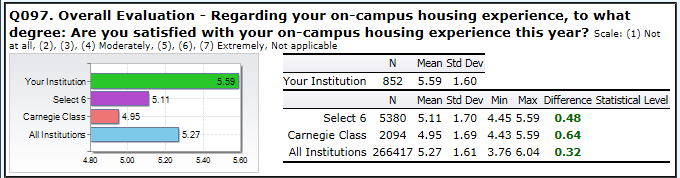 Q097. Overall Evaluation - Regarding your on-campus housing experience, to what
degree: Are you satisfied with your on-campus housing experience this year? Scale: (1) Not
at all, (2), (3), (4) Moderately, (5), (6), (7) Extremely, Not applicable
Your Institution 5.59
Select 6 5.11
Carnegie Class 4.95
All Institutions 5.27
4.80 5.00 5.20 5.40 5.60
N Mean Std Dev
Your Institution 852 5.59 1.60
N Mean Std Dev Min Max Difference Statistical Level
Select 6 5380 5.11 1.70 4.45 5.59 0.48
Carnegie Class 2094 4.95 1.69 4.43 5.59 0.64
All Institutions 266417 5.27 1.61 3.76 6.04 0.32